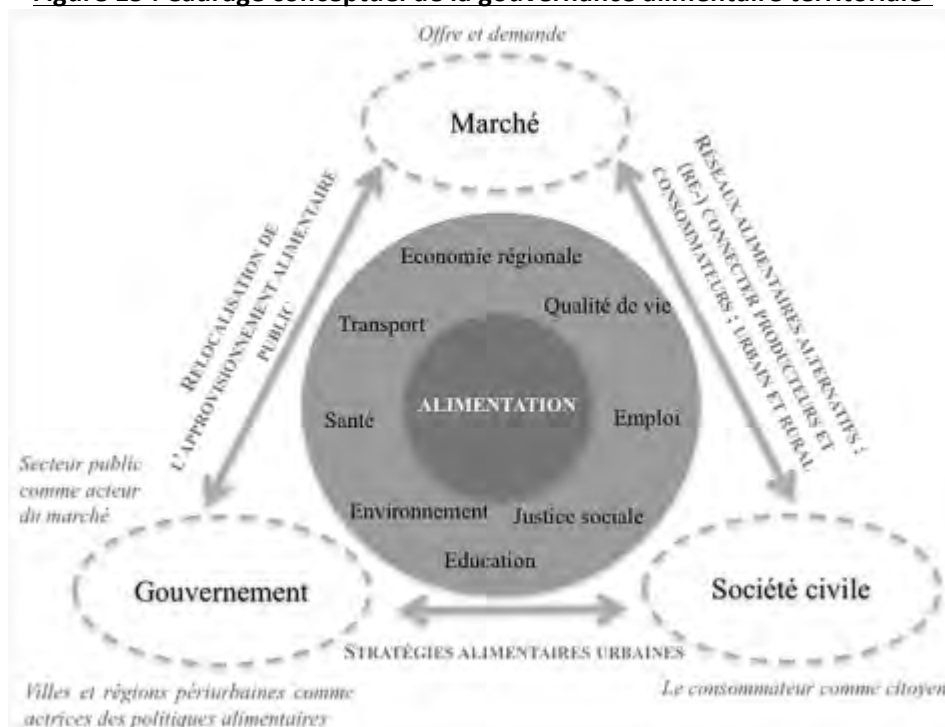 Figure 15 : Cadrage conceptuel de la gouvernance alimentaire territoriale
Offre et demande
Marché
RELOCALISATION DE
L'APPROVISIONNEMENT ALIMENTAIRE
PUBLIC
RÉSEAUX ALIMENTAIRES ALTERNATIFS ;
(RE-) CONNECTER PRODUCTEURS ET
CONSOMMATEURS ; URBAIN ET RURAL
Economie régionale
Qualité de vie
Transport
ALIMENTATION
Santé
Emploi
Environnement
Justice sociale
Education
Secteur public
comme acteur
du marché
Gouvernement
Société civile
STRATÉGIES ALIMENTAIRES URBAINES
Villes et régions périurbaines comme
actrices des politiques alimentaires
Le consommateur comme citoyen